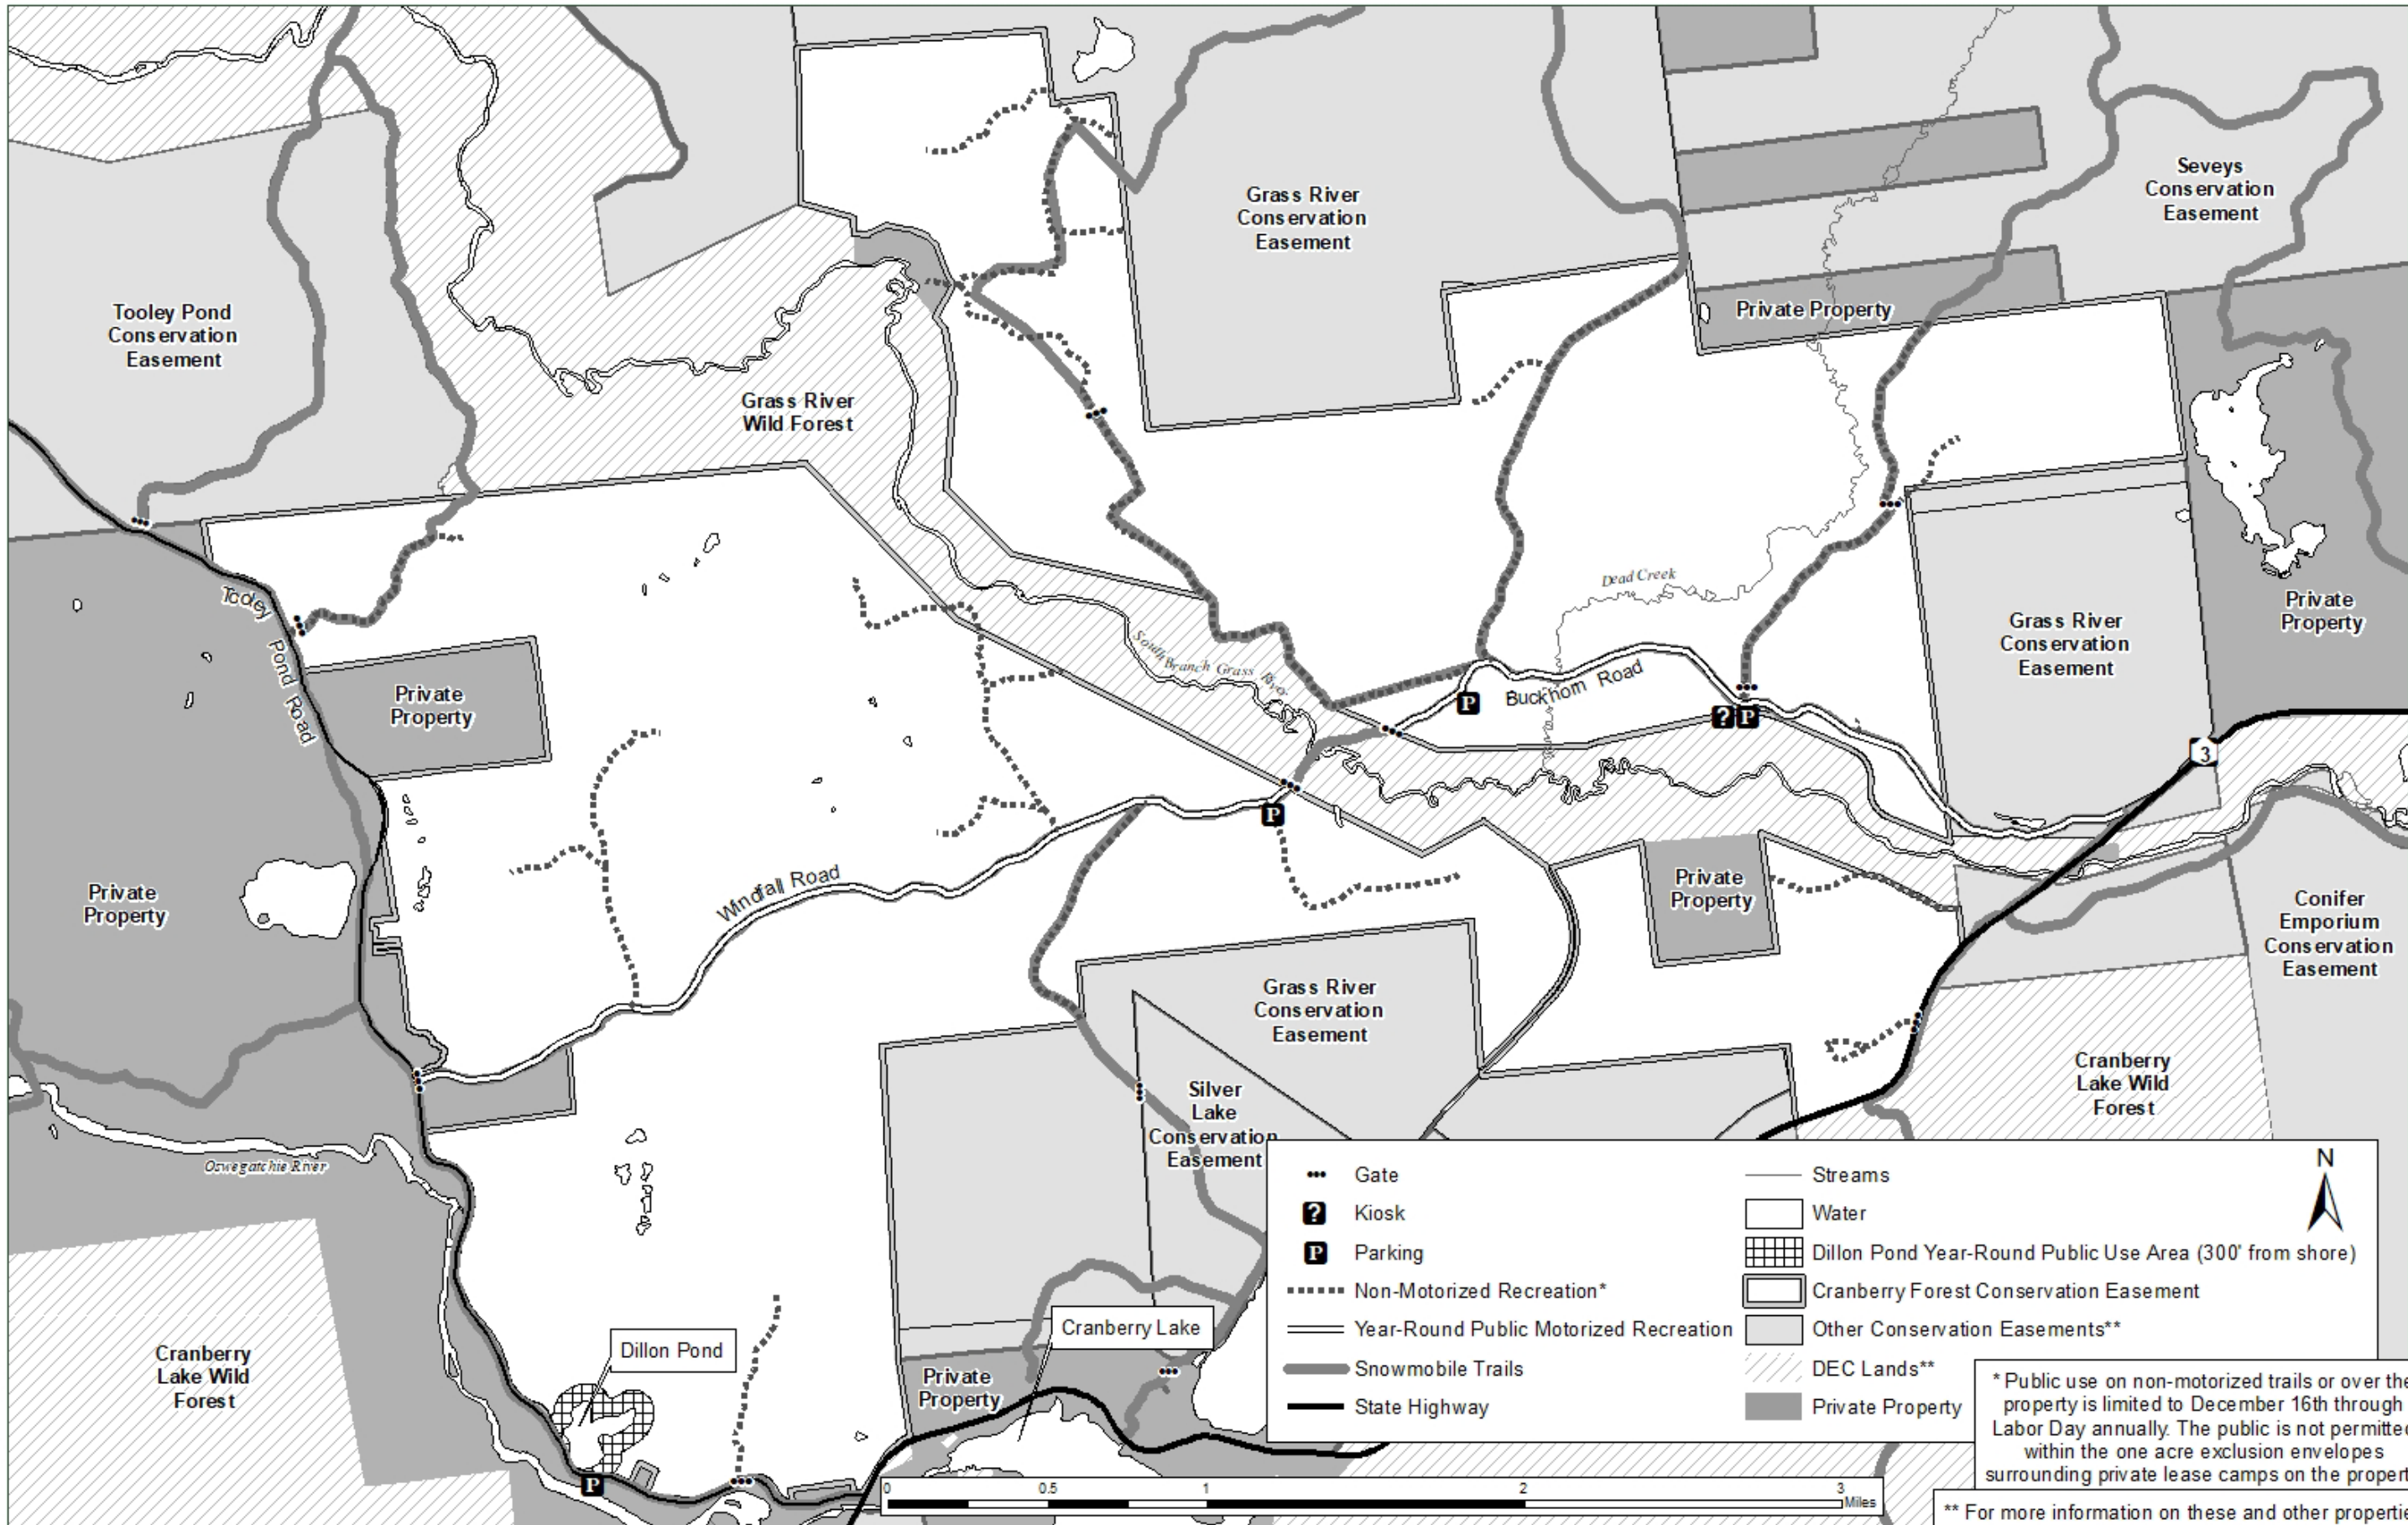 Grass River
Conservation
Easement
Seveys
Conservation
Easement
Tooley Pond
Conservation
Easement
Private Property
Grass River
Wild Forest
Dead Creek
Tooley Pond Road
Private
Property
South Branch Grass River
Buckhorn Road
?
P
P
Grass River
Conservation
Easement
Private
Property
3
Private
Property
P
Windfall Road
Private
Property
Conifer
Emporium
Conservation
Easement
Grass River
Conservation
Easement
Silver
Lake
Conservation
Easement
Cranberry
Lake Wild
Forest
Oswegatchie River
Cranberry
Lake Wild
Forest
Dillon Pond
P
Cranberry Lake
Private
Property
Gate
? Kiosk
P Parking
Non-Motorized Recreation*
Year-Round Public Motorized Recreation
Snowmobile Trails
State Highway
N
Streams
Water
Dillon Pond Year-Round Public Use Area (300' from shore)
Cranberry Forest Conservation Easement
Other Conservation Easements**
DEC Lands**
Private Property
* Public use on non-motorized trails or over the
property is limited to December 16th through
Labor Day annually. The public is not permitte
within the one acre exclusion envelopes
surrounding private lease camps on the propert
** For more information on these and other propertie
0 0.5 1 2 3
Miles